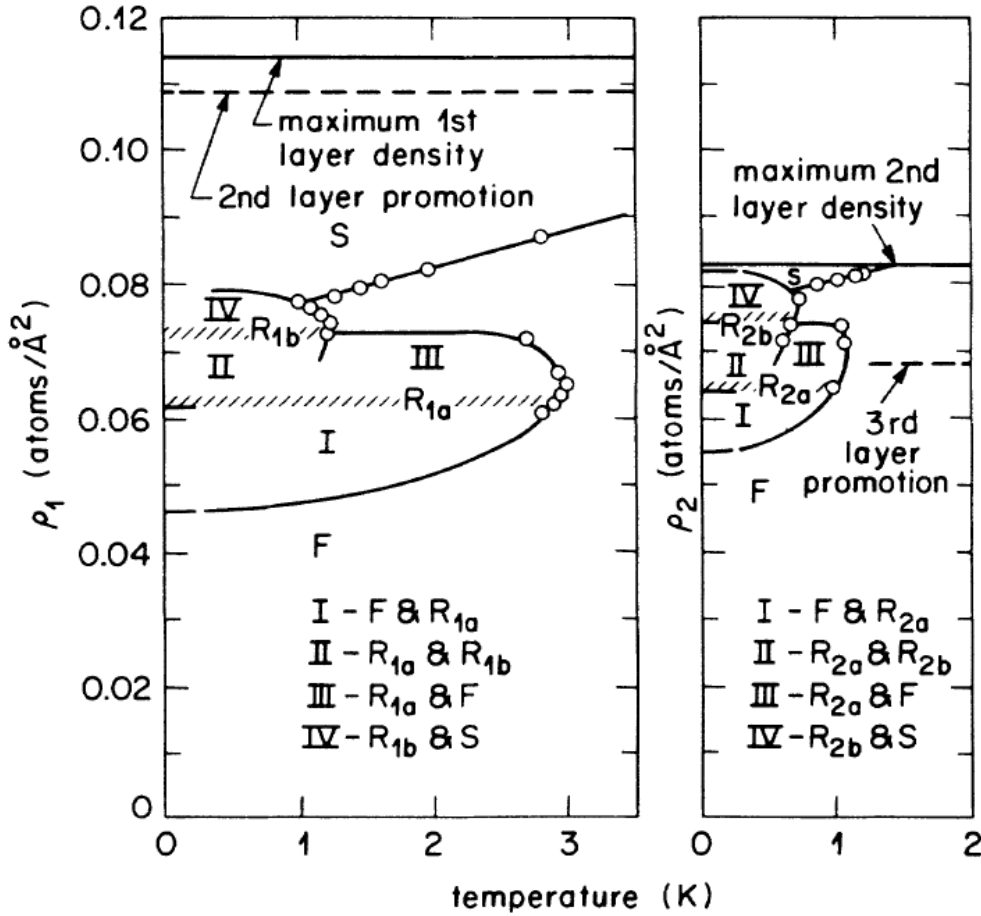 0.12
0.10
0.08
0.06
0.04
0.02
0
ρ₁ (atoms/Å²)
maximum 1st
layer density
2nd layer promotion
S
IV
R1b
II
III
R1a
I
F
I - F & R1a
II - R1a & R1b
III - R1a & F
IV - R1b & S
0 1 2 3
ρ₂ (atoms/Å²)
maximum 2nd
layer density
S
IV
R2b
II
III
R2a
I
3rd
layer
promotion
F
I - F & R2a
II - R2a & R2b
III - R2a & F
IV - R2b & S
0 1 2
temperature (K)